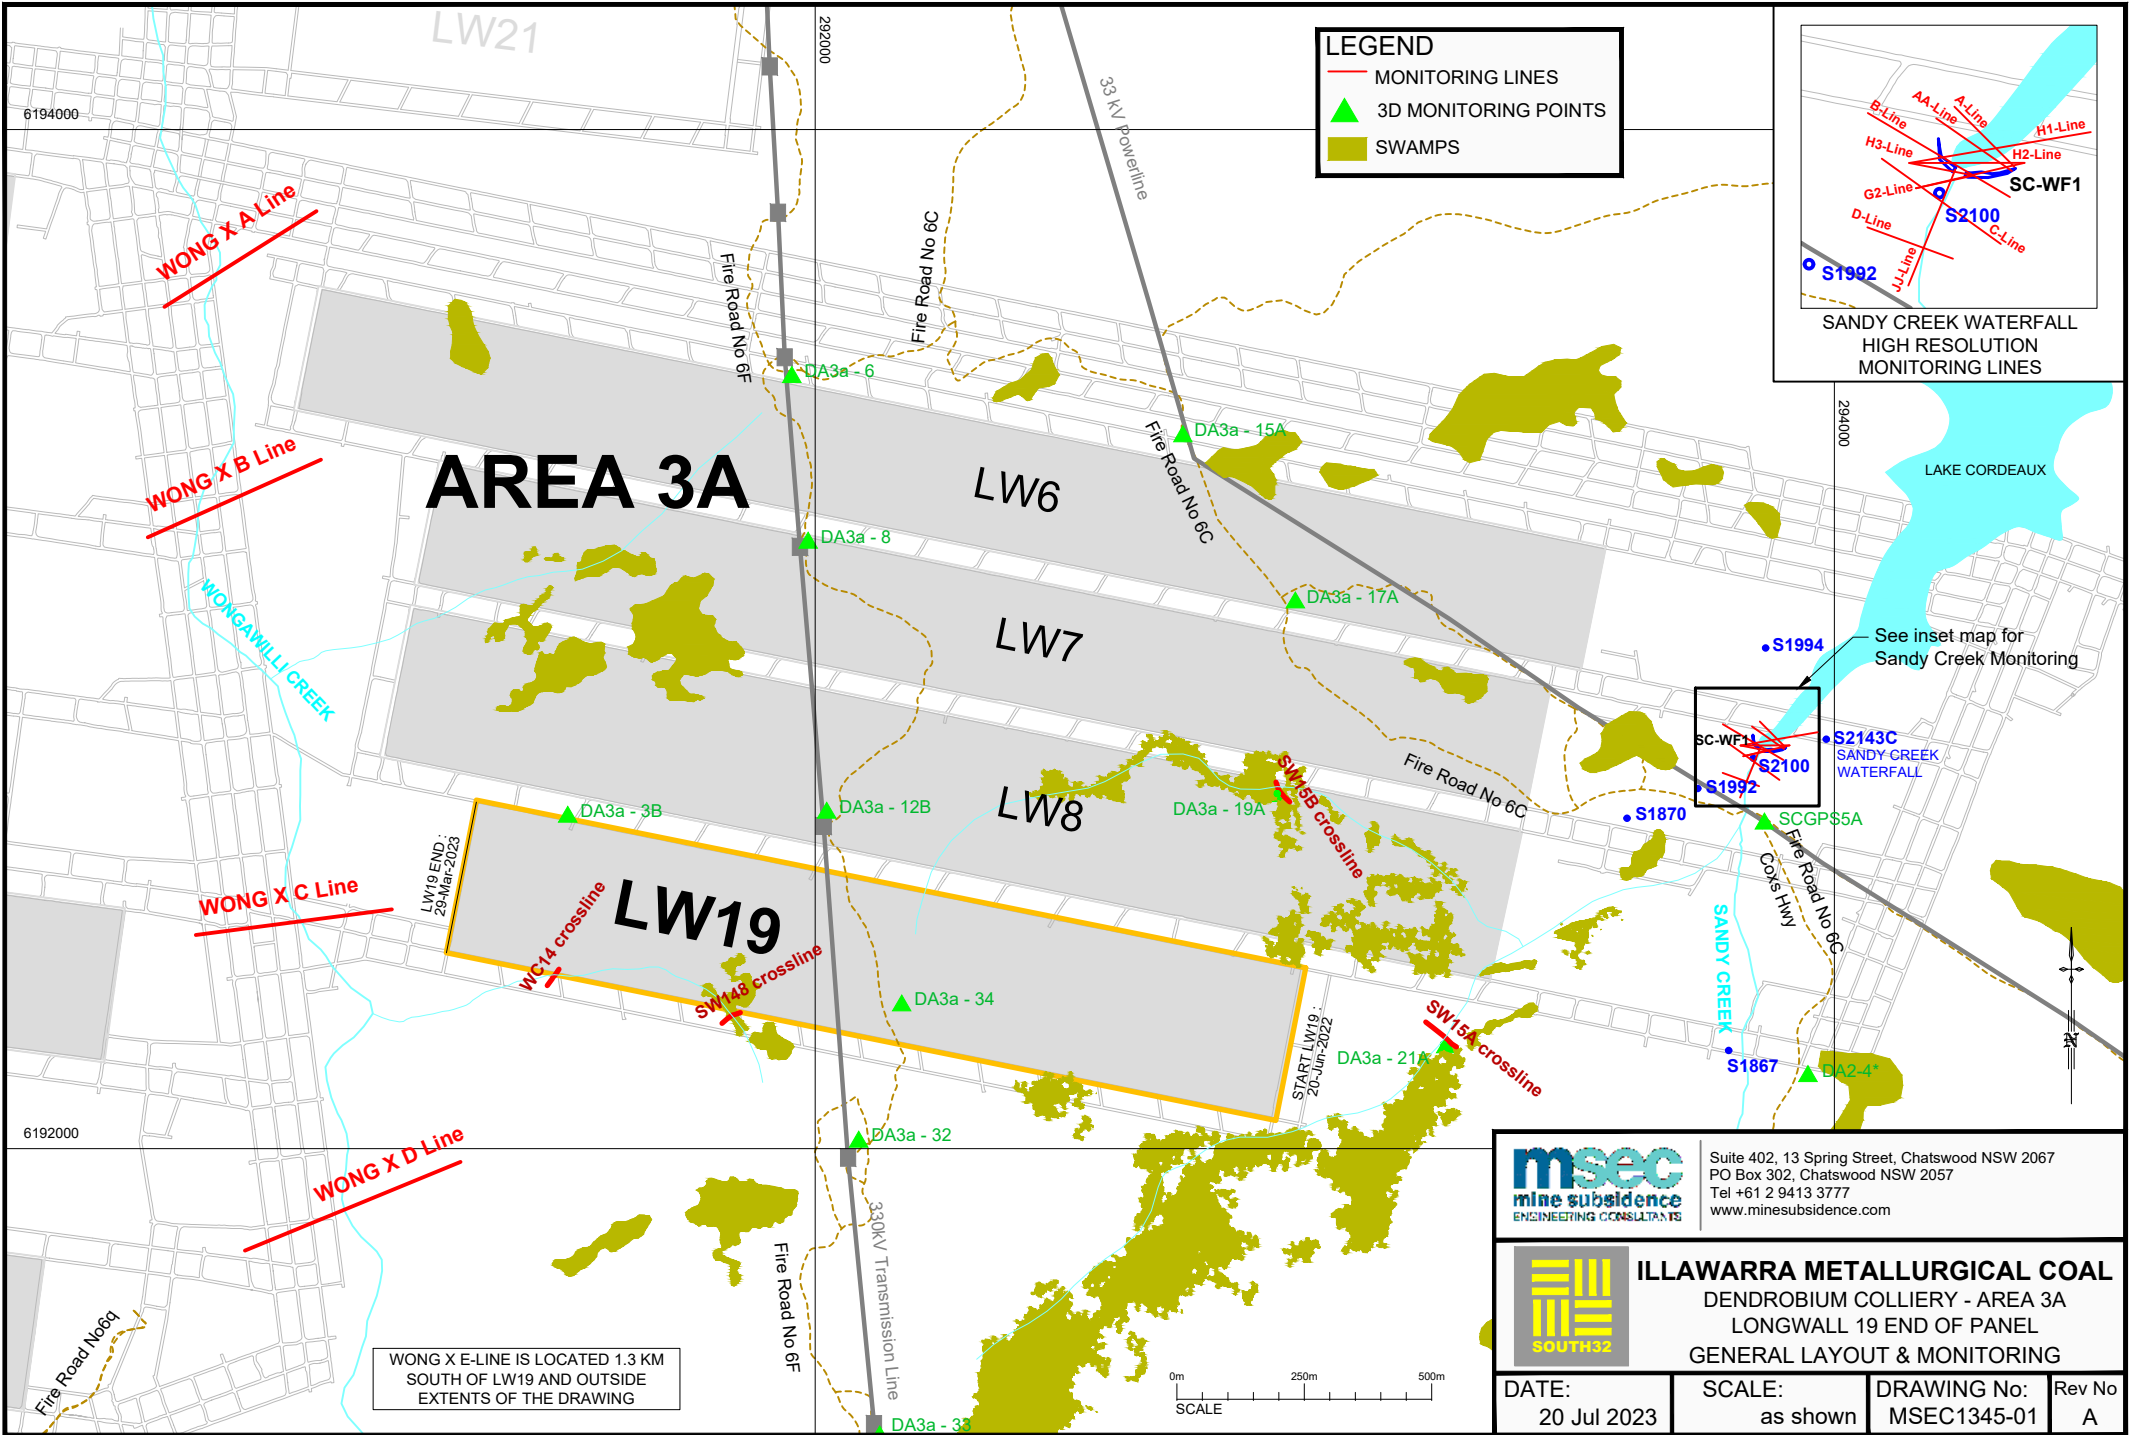 LW21
292000
6194000
33 kV Powerline
LEGEND
MONITORING LINES
3D MONITORING POINTS
SWAMPS
B-Line
AA-Line
A-Line
H1-Line
H3-Line
H2-Line
SC-WF1
G2-Line
S2100
D-Line
C-Line
JJ-Line
S1992
SANDY CREEK WATERFALL
HIGH RESOLUTION
MONITORING LINES
WONG X A Line
Fire Road No 6F
Fire Road No 6C
DA3a - 6
DA3a - 15A
Fire Road No 6C
294000
LAKE CORDEAUX
WONG X B Line
AREA 3A
LW6
DA3a - 8
DA3a - 17A
WONGAWILLI CREEK
LW7
S1994
See inset map for
Sandy Creek Monitoring
SC-WF1
S2143C
SANDY CREEK
WATERFALL
S2100
S1992
S1870
SCGPS5A
Fire Road No 6C
SW15B crossline
DA3a - 19A
LW8
DA3a - 3B
DA3a - 12B
LW19 END :
29-Mar-2023
WONG X C Line
WC14 crossline
LW19
SW148 crossline
DA3a - 34
Coxs Hwy
Fire Road No 6C
SANDY CREEK
START LW19 :
20-Jun-2022
SW15A crossline
DA3a - 21A
S1867
DA2-4*
N
6192000
WONG X D Line
DA3a - 32
330kV Transmission Line
Fire Road No 6F
Fire Road No6q
WONG X E-LINE IS LOCATED 1.3 KM
SOUTH OF LW19 AND OUTSIDE
EXTENTS OF THE DRAWING
DA3a - 33
0m 250m 500m
SCALE
msec
mine subsidence
ENGINEERING CONSULTANTS
Suite 402, 13 Spring Street, Chatswood NSW 2067
PO Box 302, Chatswood NSW 2057
Tel +61 2 9413 3777
www.minesubsidence.com
SOUTH32
ILLAWARRA METALLURGICAL COAL
DENDROBIUM COLLIERY - AREA 3A
LONGWALL 19 END OF PANEL
GENERAL LAYOUT & MONITORING
DATE:
20 Jul 2023
SCALE:
as shown
DRAWING No:
MSEC1345-01
Rev No
A